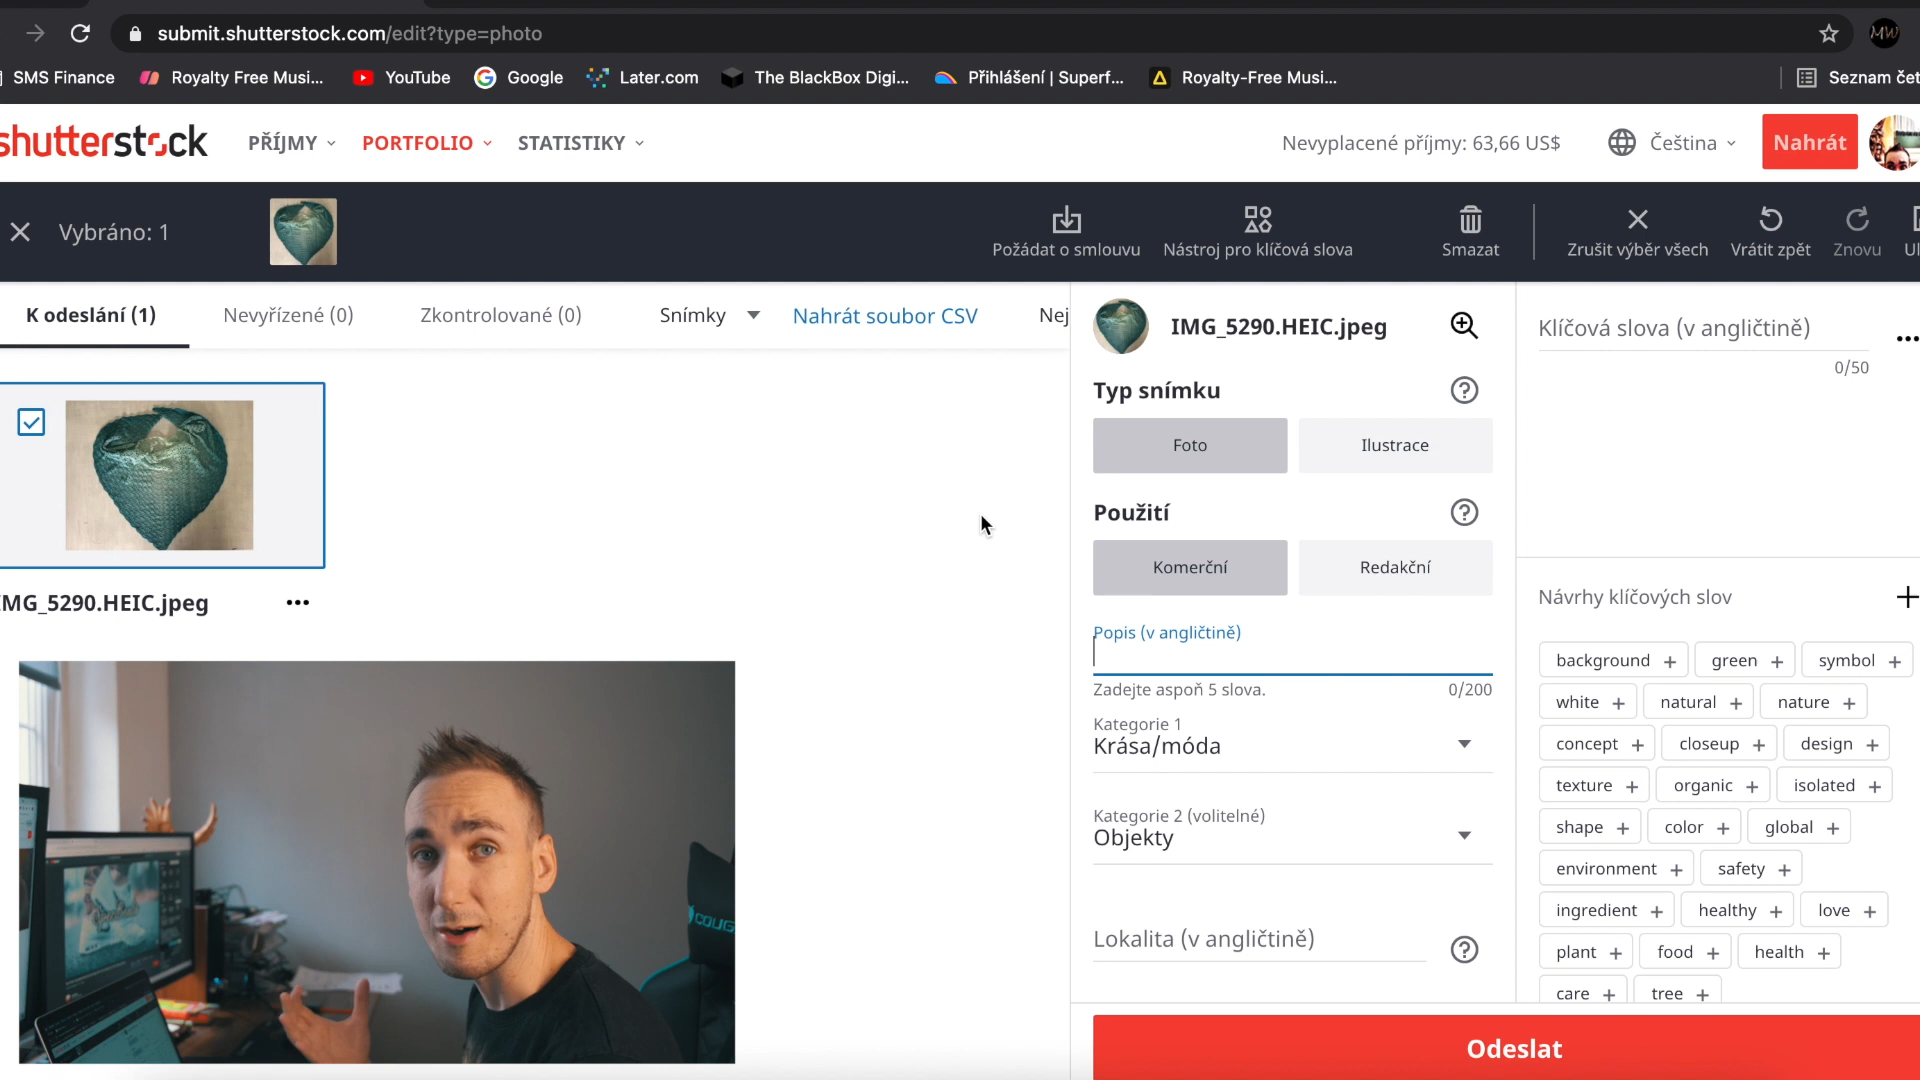 submit.shutterstock.com/edit?type=photo
MW
SMS Finance
Royalty Free Musi...
YouTube
Google
Later.com
The BlackBox Digi...
Přihlášení | Superf...
Royalty-Free Musi...
Seznam čet
shutterstock
PŘÍJMY
PORTFOLIO
STATISTIKY
Nevyplacené příjmy: 63,66 US$
Čeština
Nahrát
Vybráno: 1
Požádat o smlouvu
Nástroj pro klíčová slova
Smazat
Zrušit výběr všech
Vrátit zpět
Znovu
K odeslání (1)
Nevyřízené (0)
Zkontrolované (0)
Snímky
Nahrát soubor CSV
Nej
MG_5290.HEIC.jpeg
IMG_5290.HEIC.jpeg
Typ snímku
Foto
Ilustrace
Použití
Komerční
Redakční
Popis (v angličtině)
Zadejte aspoň 5 slova.
0/200
Kategorie 1
Krása/móda
Kategorie 2 (volitelné)
Objekty
Lokalita (v angličtině)
Klíčová slova (v angličtině)
0/50
Návrhy klíčových slov
background +
green +
symbol +
white +
natural +
nature +
concept +
closeup +
design +
texture +
organic +
isolated +
shape +
color +
global +
environment +
safety +
ingredient +
healthy +
love +
plant +
food +
health +
care +
tree +
Odeslat
COUG